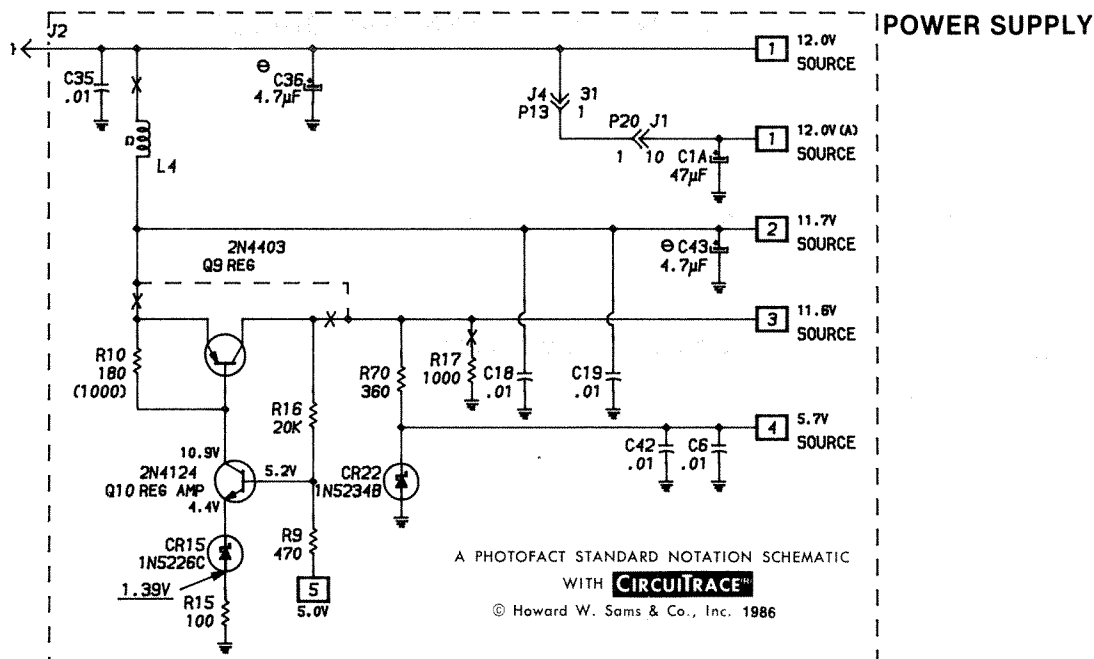 POWER SUPPLY
J2
1
C35
.01
⊖
C36
4.7µF
1
12.0V
SOURCE
J4 31
P13 1
P20 J1
1 10
C1A
47µF
1
12.0V(A)
SOURCE
Ω
L4
2
11.7V
SOURCE
⊖ C43
4.7µF
2N4403
Q9 REG
3
11.6V
SOURCE
R10
180
(1000)
R16
20K
R70
360
R17
1000
C18
.01
C19
.01
4
5.7V
SOURCE
C42
.01
C6
.01
10.9V
2N4124
Q10 REG AMP
4.4V
5.2V
CR22
1N5234B
CR15
1N5226C
1.39V
R15
100
R9
470
5
5.0V
A PHOTOFACT STANDARD NOTATION SCHEMATIC
WITH CIRCUITRACE®
© Howard W. Sams & Co., Inc. 1986